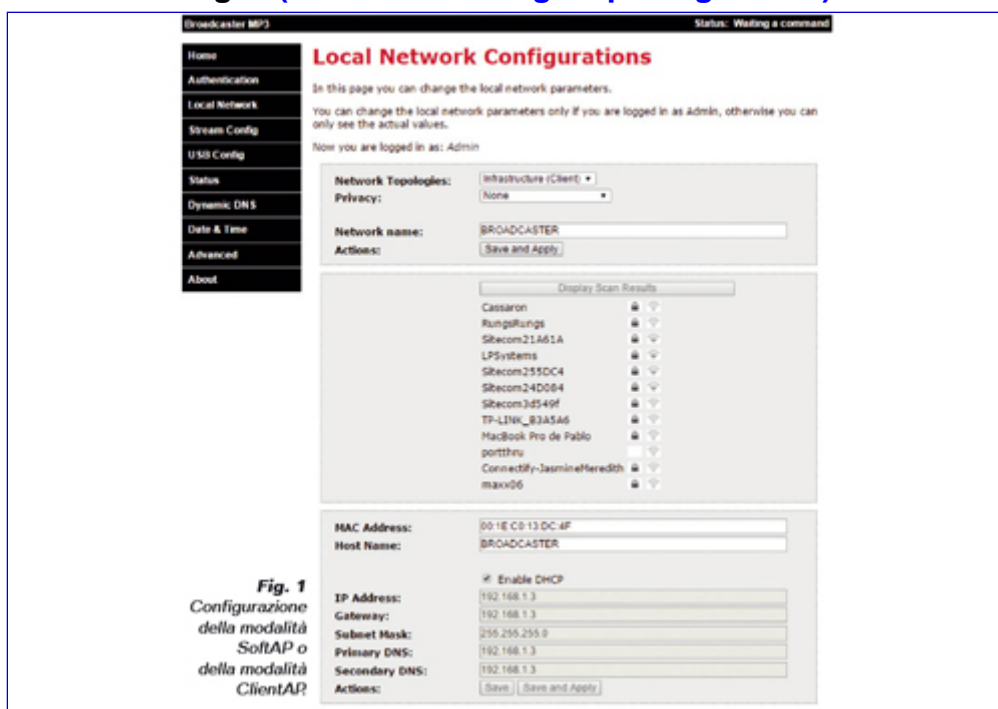 Broadcaster MP3
Status: Waiting a command
Home
Authentication
Local Network
Stream Config
USB Config
Status
Dynamic DNS
Date & Time
Advanced
About
Local Network Configurations
In this page you can change the local network parameters.
You can change the local network parameters only if you are logged in as Admin, otherwise you can
only see the actual values.
Now you are logged in as: Admin
Network Topologies: Infrastructure (Client)
Privacy: None
Network name: BROADCASTER
Actions: Save and Apply
Display Scan Results
Cassaron
RungsRungs
Sitecom21A61A
LPSystems
Sitecom255DC4
Sitecom24D084
Sitecom3d549f
TP-LINK_B3A5A6
MacBook Pro de Pablo
portthru
Connectify-JasmineMeredith
maxx06
MAC Address: 00:1E:C0:13:DC:4F
Host Name: BROADCASTER
Enable DHCP
IP Address: 192.168.1.3
Gateway: 192.168.1.3
Subnet Mask: 255.255.255.0
Primary DNS: 192.168.1.3
Secondary DNS: 192.168.1.3
Actions: Save Save and Apply
Fig. 1
Configurazione
della modalità
SoftAP o
della modalità
ClientAP.